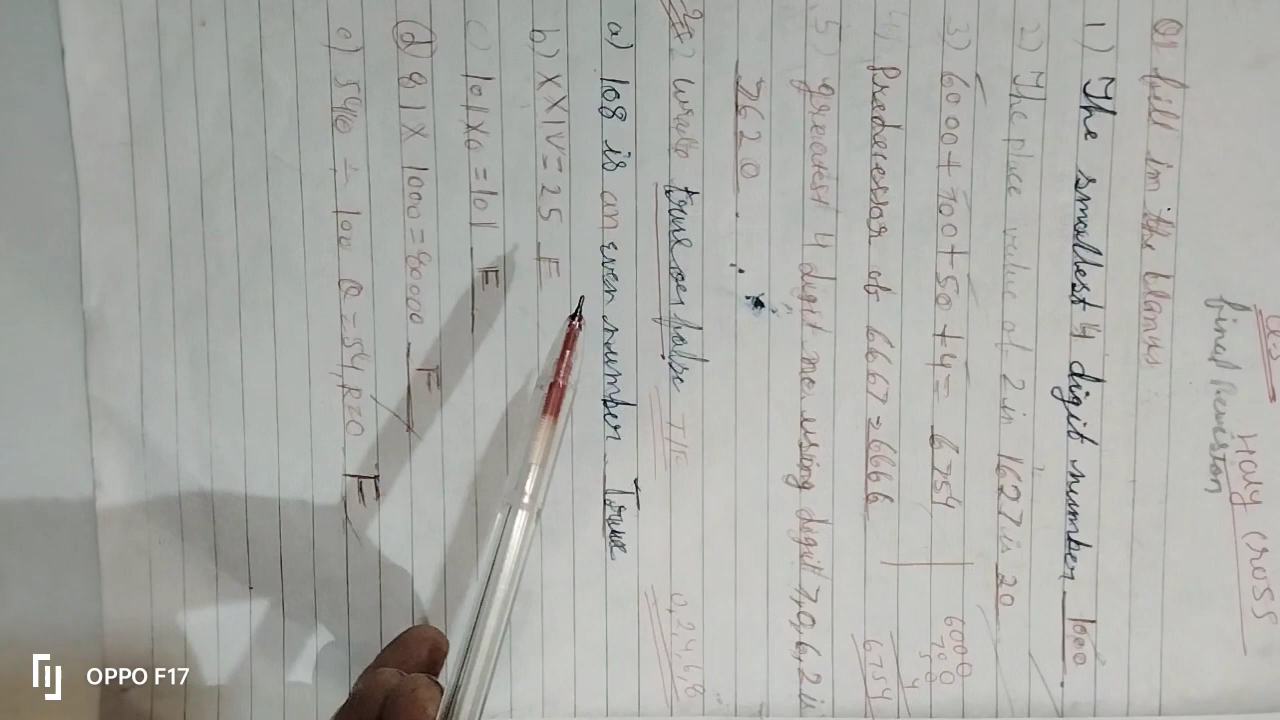 Holy cross
final Revision
Q1 fill in the blanks :
1) The smallest 4 digit number 1000.
2) The place value of 2 in 1627 is 20
3) 6000 + 700 + 50 + 4 = 6754
6000
700
50
4
6754
4) Predecessor of 6667 = 6666
5) greatest 4 digit no. using digit 7, 0, 6, 2 is
7620.
2 write true or false T/F
0, 2, 4, 6, 8
a) 108 is an even number True
b) XXIV = 25 F
c) 101 x 0 = 101 F
(d) 81 x 1000 = 80000 F
e) 540 ÷ 100 Q = 54, R = 0 F
OPPO F17